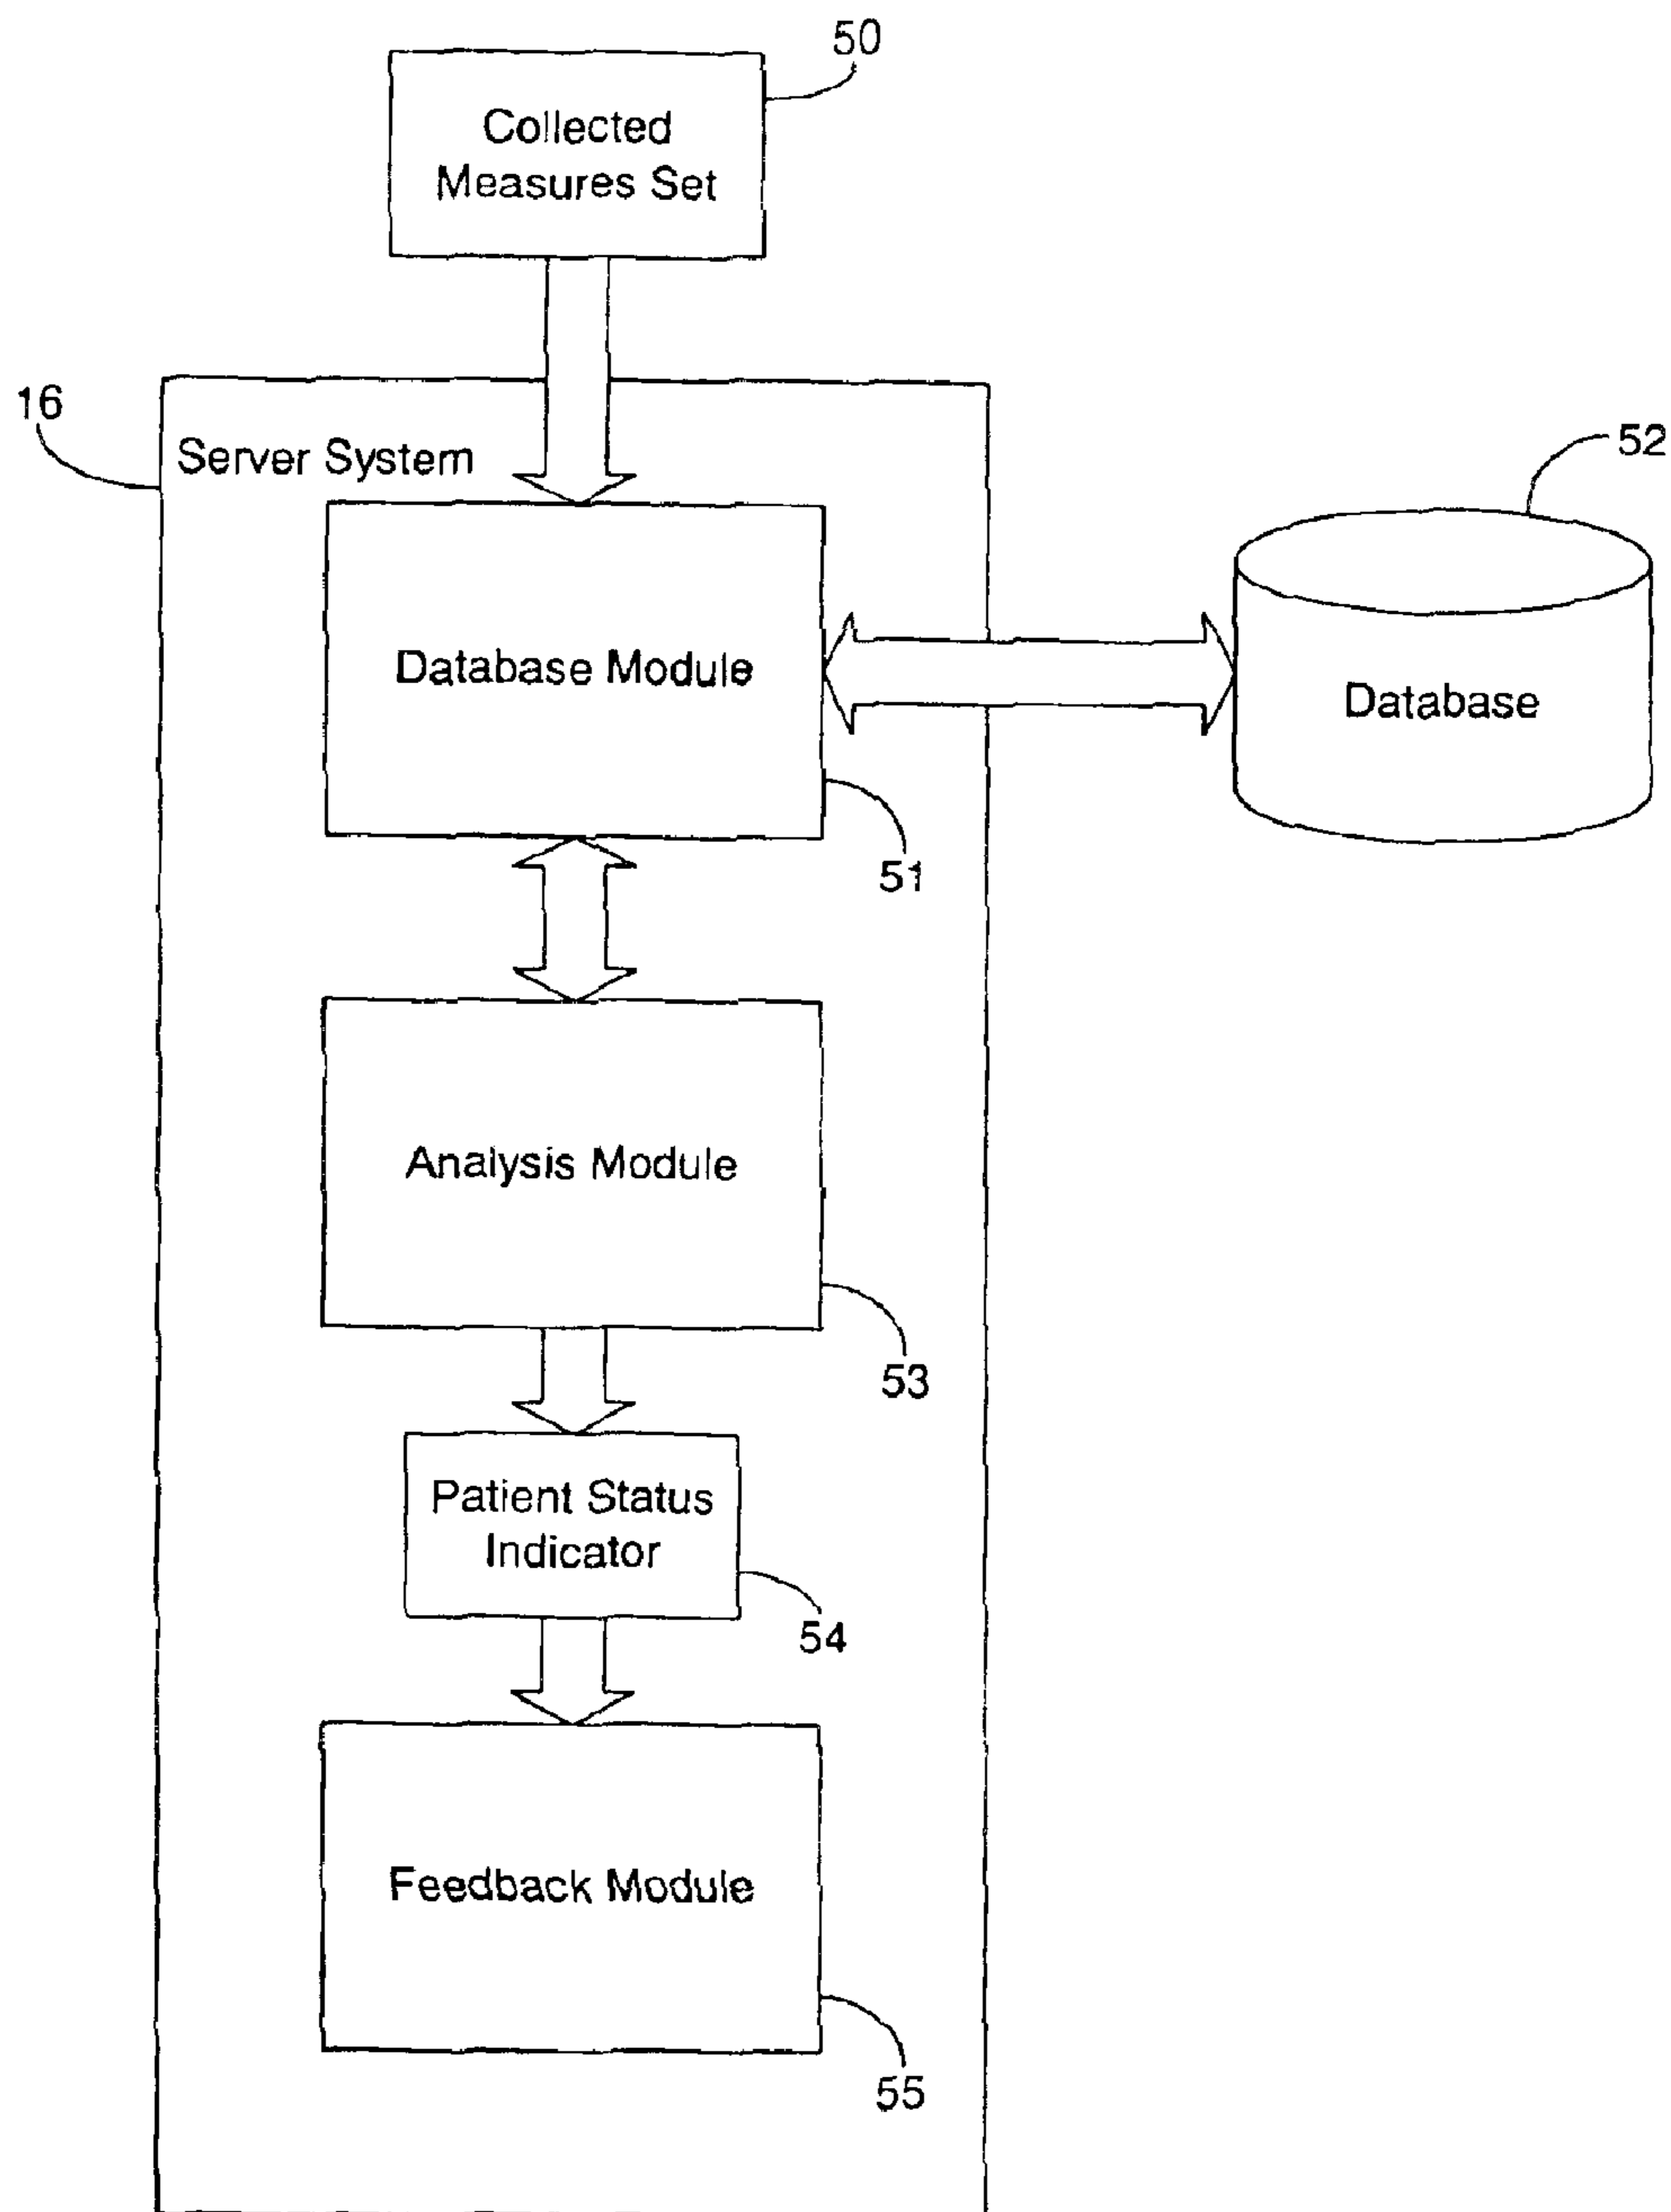 50
Collected
Measures Set
16
Server System
52
Database Module
Database
51
Analysis Module
53
Patient Status
Indicator
54
Feedback Module
55